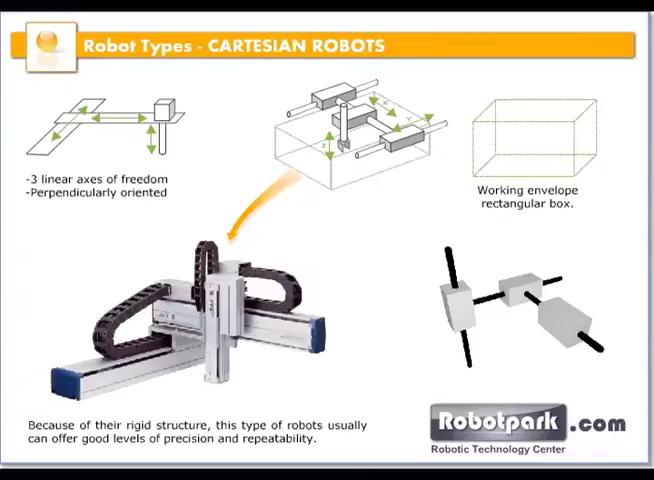 Robot Types - CARTESIAN ROBOTS
-3 linear axes of freedom
-Perpendicularly oriented
X
Y
Z
Working envelope
rectangular box.
Because of their rigid structure, this type of robots usually
can offer good levels of precision and repeatability.
Robotpark.com
Robotic Technology Center